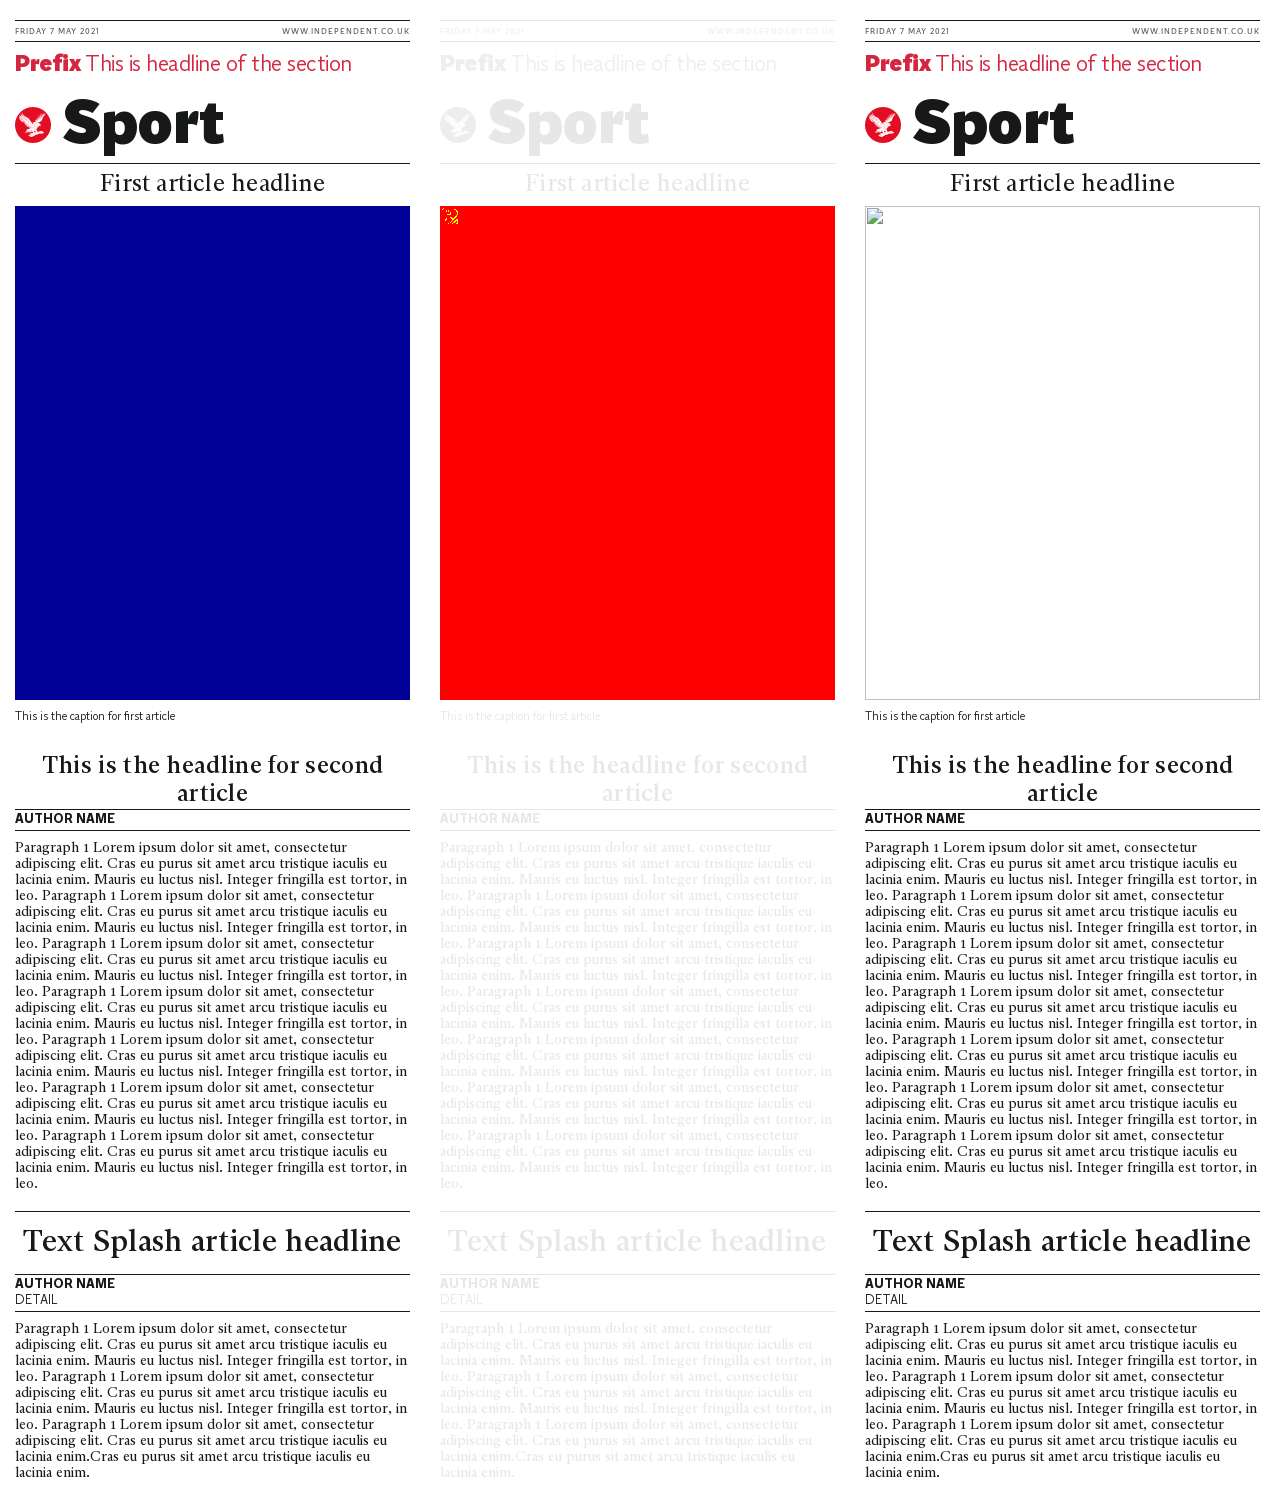 FRIDAY 7 MAY 2021
WWW.INDEPENDENT.CO.UK
Prefix This is headline of the section
Sport
First article headline
This is the caption for first article
This is the headline for second
article
AUTHOR NAME
Paragraph 1 Lorem ipsum dolor sit amet, consectetur
adipiscing elit. Cras eu purus sit amet arcu tristique iaculis eu
lacinia enim. Mauris eu luctus nisl. Integer fringilla est tortor, in
leo. Paragraph 1 Lorem ipsum dolor sit amet, consectetur
adipiscing elit. Cras eu purus sit amet arcu tristique iaculis eu
lacinia enim. Mauris eu luctus nisl. Integer fringilla est tortor, in
leo. Paragraph 1 Lorem ipsum dolor sit amet, consectetur
adipiscing elit. Cras eu purus sit amet arcu tristique iaculis eu
lacinia enim. Mauris eu luctus nisl. Integer fringilla est tortor, in
leo. Paragraph 1 Lorem ipsum dolor sit amet, consectetur
adipiscing elit. Cras eu purus sit amet arcu tristique iaculis eu
lacinia enim. Mauris eu luctus nisl. Integer fringilla est tortor, in
leo. Paragraph 1 Lorem ipsum dolor sit amet, consectetur
adipiscing elit. Cras eu purus sit amet arcu tristique iaculis eu
lacinia enim. Mauris eu luctus nisl. Integer fringilla est tortor, in
leo. Paragraph 1 Lorem ipsum dolor sit amet, consectetur
adipiscing elit. Cras eu purus sit amet arcu tristique iaculis eu
lacinia enim. Mauris eu luctus nisl. Integer fringilla est tortor, in
leo. Paragraph 1 Lorem ipsum dolor sit amet, consectetur
adipiscing elit. Cras eu purus sit amet arcu tristique iaculis eu
lacinia enim. Mauris eu luctus nisl. Integer fringilla est tortor, in
leo.
Text Splash article headline
AUTHOR NAME
DETAIL
Paragraph 1 Lorem ipsum dolor sit amet, consectetur
adipiscing elit. Cras eu purus sit amet arcu tristique iaculis eu
lacinia enim. Mauris eu luctus nisl. Integer fringilla est tortor, in
leo. Paragraph 1 Lorem ipsum dolor sit amet, consectetur
adipiscing elit. Cras eu purus sit amet arcu tristique iaculis eu
lacinia enim. Mauris eu luctus nisl. Integer fringilla est tortor, in
leo. Paragraph 1 Lorem ipsum dolor sit amet, consectetur
adipiscing elit. Cras eu purus sit amet arcu tristique iaculis eu
lacinia enim.Cras eu purus sit amet arcu tristique iaculis eu
lacinia enim.
FRIDAY 7 MAY 2021
WWW.INDEPENDENT.CO.UK
Prefix This is headline of the section
Sport
First article headline
This is the caption for first article
This is the headline for second
article
AUTHOR NAME
Paragraph 1 Lorem ipsum dolor sit amet, consectetur
adipiscing elit. Cras eu purus sit amet arcu tristique iaculis eu
lacinia enim. Mauris eu luctus nisl. Integer fringilla est tortor, in
leo. Paragraph 1 Lorem ipsum dolor sit amet, consectetur
adipiscing elit. Cras eu purus sit amet arcu tristique iaculis eu
lacinia enim. Mauris eu luctus nisl. Integer fringilla est tortor, in
leo. Paragraph 1 Lorem ipsum dolor sit amet, consectetur
adipiscing elit. Cras eu purus sit amet arcu tristique iaculis eu
lacinia enim. Mauris eu luctus nisl. Integer fringilla est tortor, in
leo. Paragraph 1 Lorem ipsum dolor sit amet, consectetur
adipiscing elit. Cras eu purus sit amet arcu tristique iaculis eu
lacinia enim. Mauris eu luctus nisl. Integer fringilla est tortor, in
leo. Paragraph 1 Lorem ipsum dolor sit amet, consectetur
adipiscing elit. Cras eu purus sit amet arcu tristique iaculis eu
lacinia enim. Mauris eu luctus nisl. Integer fringilla est tortor, in
leo. Paragraph 1 Lorem ipsum dolor sit amet, consectetur
adipiscing elit. Cras eu purus sit amet arcu tristique iaculis eu
lacinia enim. Mauris eu luctus nisl. Integer fringilla est tortor, in
leo. Paragraph 1 Lorem ipsum dolor sit amet, consectetur
adipiscing elit. Cras eu purus sit amet arcu tristique iaculis eu
lacinia enim. Mauris eu luctus nisl. Integer fringilla est tortor, in
leo.
Text Splash article headline
AUTHOR NAME
DETAIL
Paragraph 1 Lorem ipsum dolor sit amet, consectetur
adipiscing elit. Cras eu purus sit amet arcu tristique iaculis eu
lacinia enim. Mauris eu luctus nisl. Integer fringilla est tortor, in
leo. Paragraph 1 Lorem ipsum dolor sit amet, consectetur
adipiscing elit. Cras eu purus sit amet arcu tristique iaculis eu
lacinia enim. Mauris eu luctus nisl. Integer fringilla est tortor, in
leo. Paragraph 1 Lorem ipsum dolor sit amet, consectetur
adipiscing elit. Cras eu purus sit amet arcu tristique iaculis eu
lacinia enim.Cras eu purus sit amet arcu tristique iaculis eu
lacinia enim.
FRIDAY 7 MAY 2021
WWW.INDEPENDENT.CO.UK
Prefix This is headline of the section
Sport
First article headline
This is the caption for first article
This is the headline for second
article
AUTHOR NAME
Paragraph 1 Lorem ipsum dolor sit amet, consectetur
adipiscing elit. Cras eu purus sit amet arcu tristique iaculis eu
lacinia enim. Mauris eu luctus nisl. Integer fringilla est tortor, in
leo. Paragraph 1 Lorem ipsum dolor sit amet, consectetur
adipiscing elit. Cras eu purus sit amet arcu tristique iaculis eu
lacinia enim. Mauris eu luctus nisl. Integer fringilla est tortor, in
leo. Paragraph 1 Lorem ipsum dolor sit amet, consectetur
adipiscing elit. Cras eu purus sit amet arcu tristique iaculis eu
lacinia enim. Mauris eu luctus nisl. Integer fringilla est tortor, in
leo. Paragraph 1 Lorem ipsum dolor sit amet, consectetur
adipiscing elit. Cras eu purus sit amet arcu tristique iaculis eu
lacinia enim. Mauris eu luctus nisl. Integer fringilla est tortor, in
leo. Paragraph 1 Lorem ipsum dolor sit amet, consectetur
adipiscing elit. Cras eu purus sit amet arcu tristique iaculis eu
lacinia enim. Mauris eu luctus nisl. Integer fringilla est tortor, in
leo. Paragraph 1 Lorem ipsum dolor sit amet, consectetur
adipiscing elit. Cras eu purus sit amet arcu tristique iaculis eu
lacinia enim. Mauris eu luctus nisl. Integer fringilla est tortor, in
leo. Paragraph 1 Lorem ipsum dolor sit amet, consectetur
adipiscing elit. Cras eu purus sit amet arcu tristique iaculis eu
lacinia enim. Mauris eu luctus nisl. Integer fringilla est tortor, in
leo.
Text Splash article headline
AUTHOR NAME
DETAIL
Paragraph 1 Lorem ipsum dolor sit amet, consectetur
adipiscing elit. Cras eu purus sit amet arcu tristique iaculis eu
lacinia enim. Mauris eu luctus nisl. Integer fringilla est tortor, in
leo. Paragraph 1 Lorem ipsum dolor sit amet, consectetur
adipiscing elit. Cras eu purus sit amet arcu tristique iaculis eu
lacinia enim. Mauris eu luctus nisl. Integer fringilla est tortor, in
leo. Paragraph 1 Lorem ipsum dolor sit amet, consectetur
adipiscing elit. Cras eu purus sit amet arcu tristique iaculis eu
lacinia enim.Cras eu purus sit amet arcu tristique iaculis eu
lacinia enim.